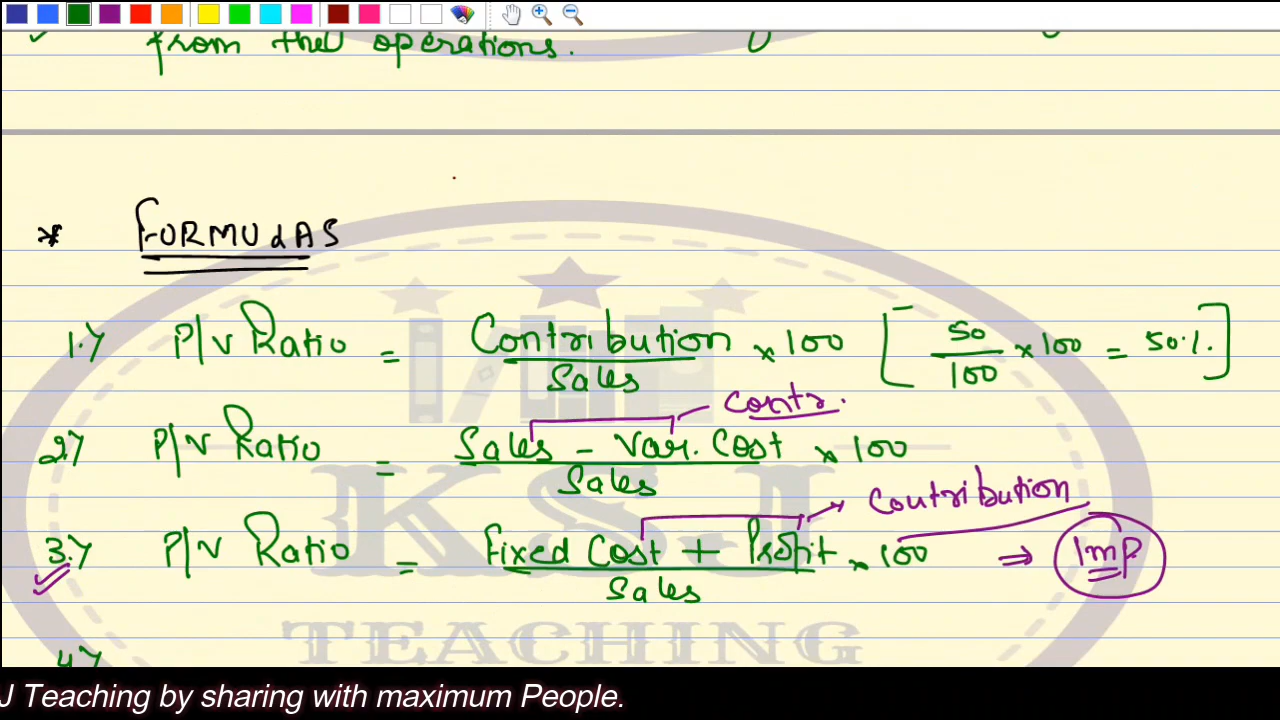 from the operations.
* FORMULAS
1.) P/V Ratio = Contribution / Sales × 100 [ 50 / 100 × 100 = 50%. ]
contr.
2) P/V Ratio = Sales - Var. Cost / Sales × 100
Contribution
3.) P/V Ratio = Fixed Cost + Profit / Sales × 100 ⇒ Imp
4)
KSJ
TEACHING
J Teaching by sharing with maximum People.